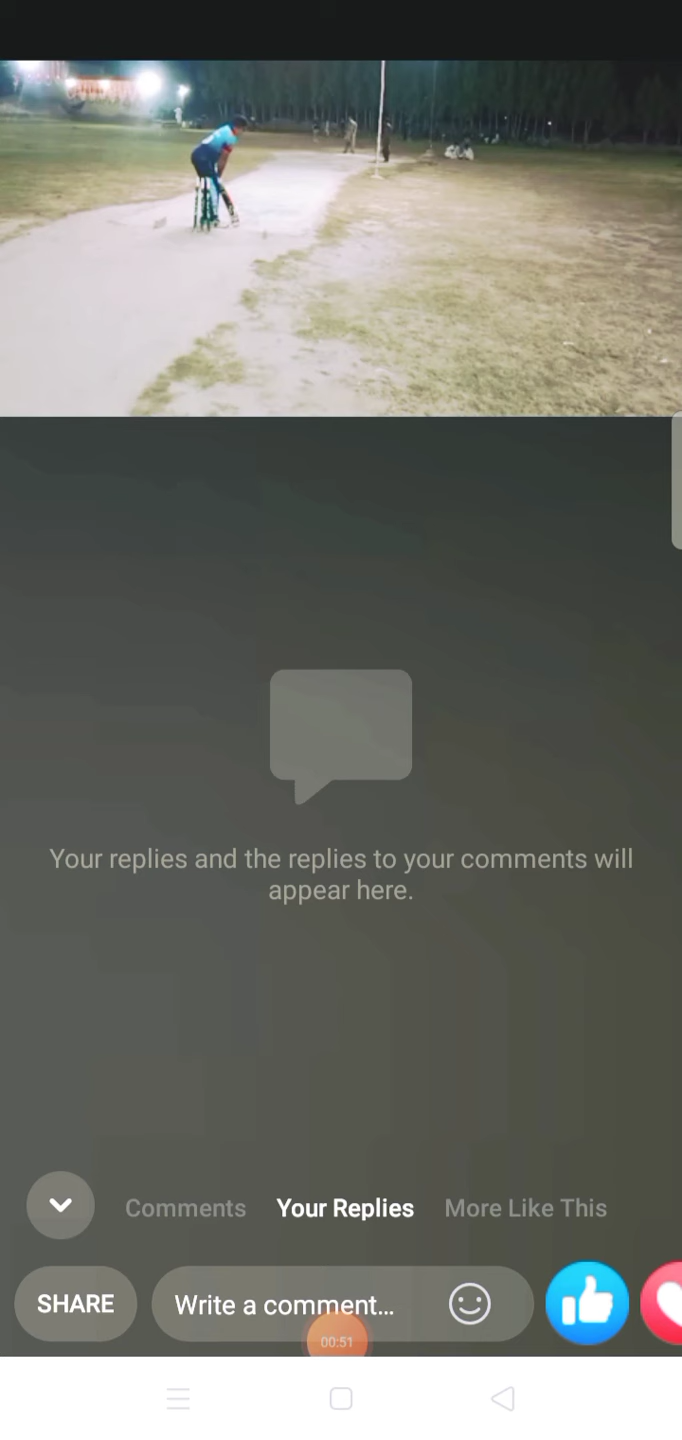 Your replies and the replies to your comments will
appear here.
Comments Your Replies More Like This
SHARE Write a comment...
00:51